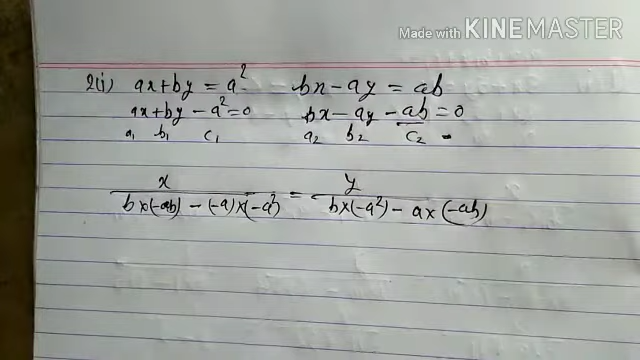 Made with KINEMASTER
2(i) ax+by = a² bx-ay = ab
ax+by-a²=0 bx-ay-ab=0
a₁ b₁ c₁ a₂ b₂ c₂ -
x/(b×(-ab) - (-a)×(-a²)) = y/(b×(-a²) - a×(-ab))